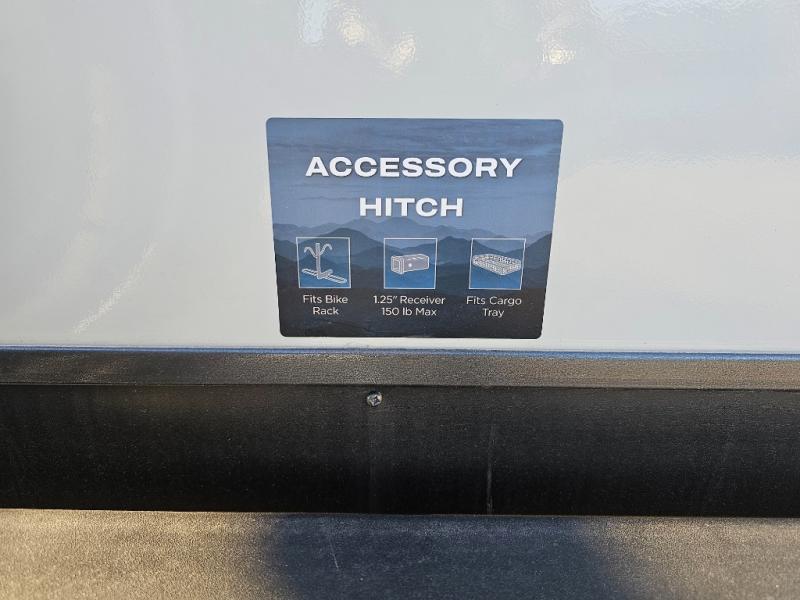 ACCESSORY
HITCH
Fits Bike
Rack
1.25" Receiver
150 lb Max
Fits Cargo
Tray